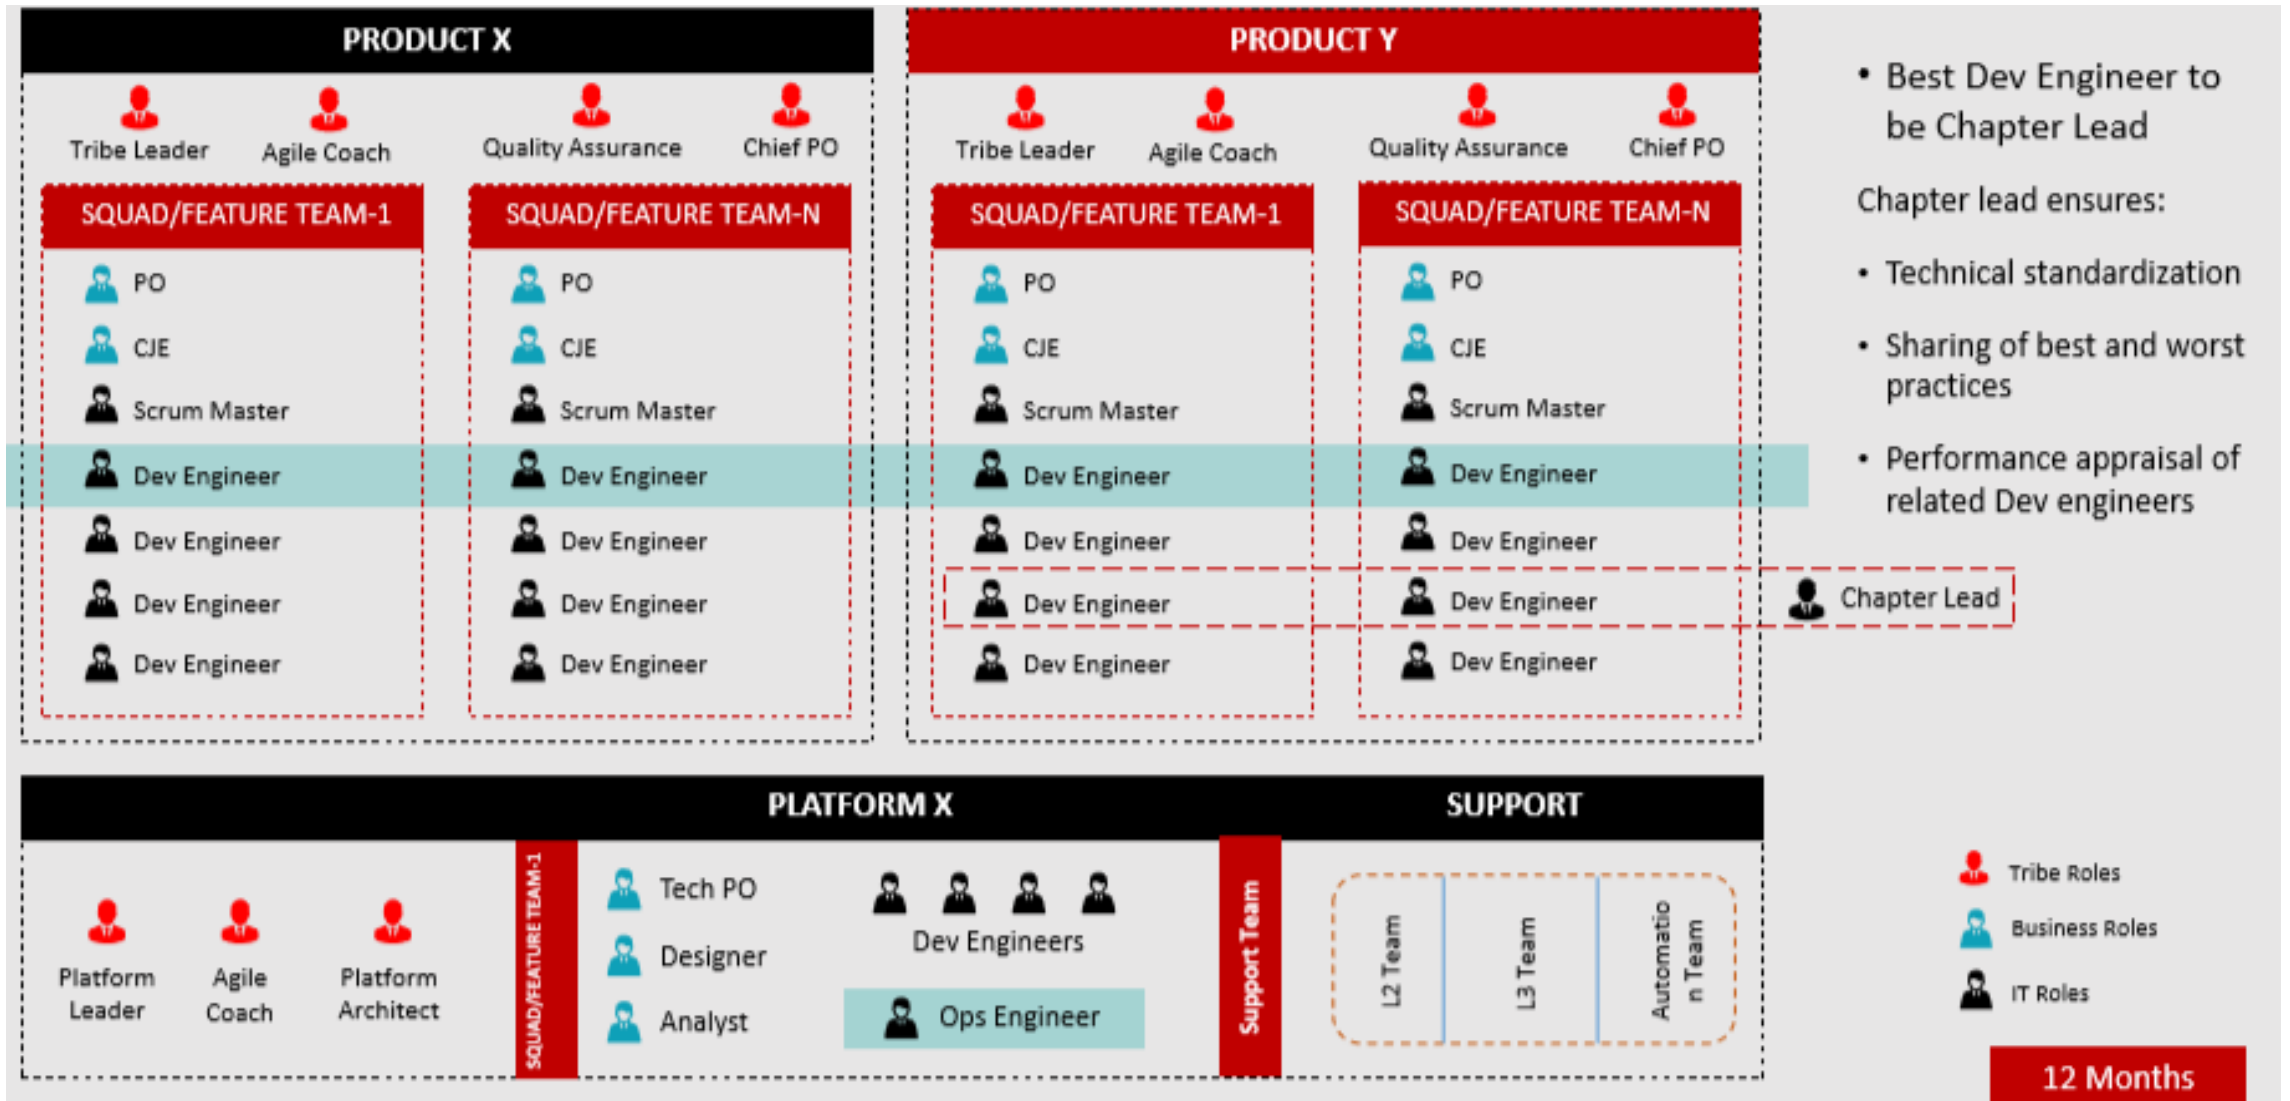 PRODUCT X
Tribe Leader
Agile Coach
Quality Assurance
Chief PO
SQUAD/FEATURE TEAM-1
PO
CJE
Scrum Master
Dev Engineer
Dev Engineer
Dev Engineer
Dev Engineer
SQUAD/FEATURE TEAM-N
PO
CJE
Scrum Master
Dev Engineer
Dev Engineer
Dev Engineer
Dev Engineer
PRODUCT Y
Tribe Leader
Agile Coach
Quality Assurance
Chief PO
SQUAD/FEATURE TEAM-1
PO
CJE
Scrum Master
Dev Engineer
Dev Engineer
Dev Engineer
Dev Engineer
SQUAD/FEATURE TEAM-N
PO
CJE
Scrum Master
Dev Engineer
Dev Engineer
Dev Engineer
Dev Engineer
Chapter Lead
• Best Dev Engineer to
be Chapter Lead
Chapter lead ensures:
• Technical standardization
• Sharing of best and worst
practices
• Performance appraisal of
related Dev engineers
PLATFORM X
SUPPORT
Platform
Leader
Agile
Coach
Platform
Architect
SQUAD/FEATURE TEAM-1
Tech PO
Designer
Analyst
Dev Engineers
Ops Engineer
Support Team
L2 Team
L3 Team
Automatio
n Team
Tribe Roles
Business Roles
IT Roles
12 Months